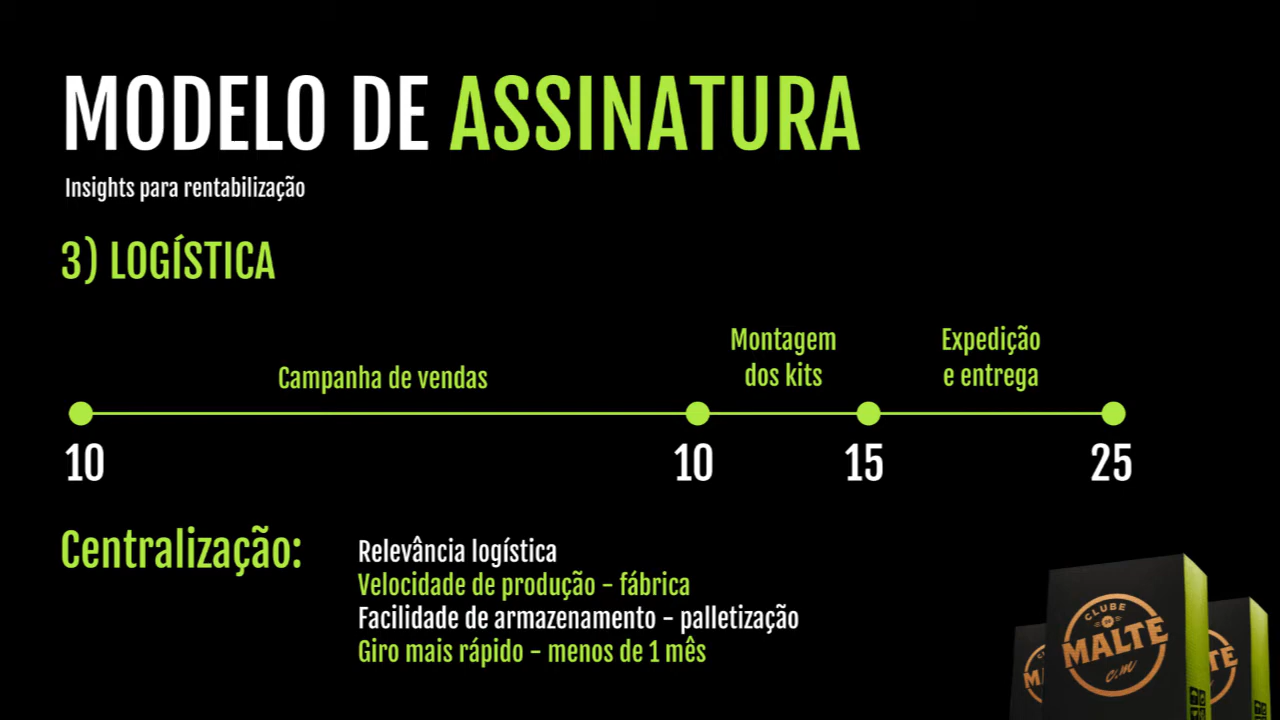 MODELO DE ASSINATURA
Insights para rentabilização
3) LOGÍSTICA
Campanha de vendas
Montagem
dos kits
Expedição
e entrega
10
10
15
25
Centralização:
Relevância logística
Velocidade de produção - fábrica
Facilidade de armazenamento - palletização
Giro mais rápido - menos de 1 mês
CLUBE
do
MALTE
.com